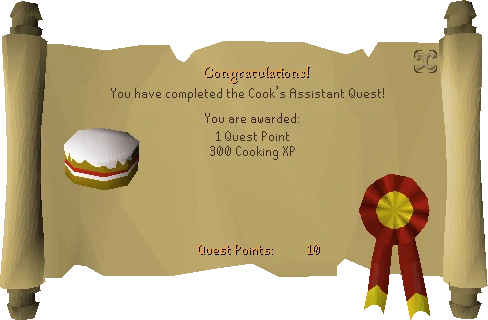 Congratulations!
You have completed the Cook's Assistant Quest!
You are awarded:
1 Quest Point
300 Cooking XP
Quest Points: 10